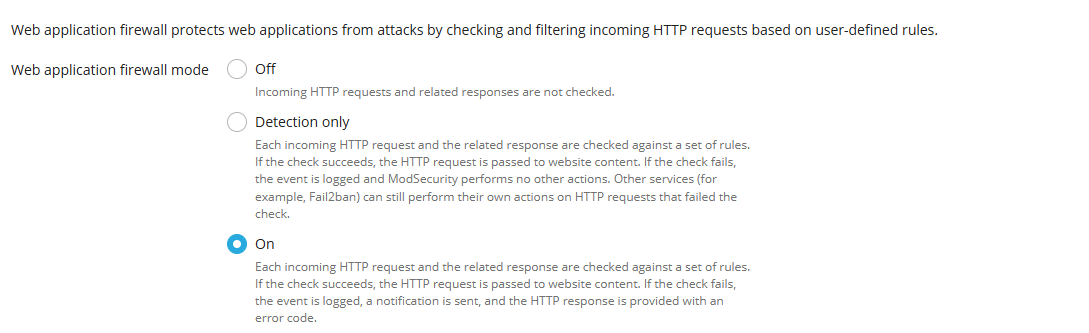 Web application firewall protects web applications from attacks by checking and filtering incoming HTTP requests based on user-defined rules.
Web application firewall mode
Off
Incoming HTTP requests and related responses are not checked.
Detection only
Each incoming HTTP request and the related response are checked against a set of rules.
If the check succeeds, the HTTP request is passed to website content. If the check fails,
the event is logged and ModSecurity performs no other actions. Other services (for
example, Fail2ban) can still perform their own actions on HTTP requests that failed the
check.
On
Each incoming HTTP request and the related response are checked against a set of rules.
If the check succeeds, the HTTP request is passed to website content. If the check fails,
the event is logged, a notification is sent, and the HTTP response is provided with an
error code.